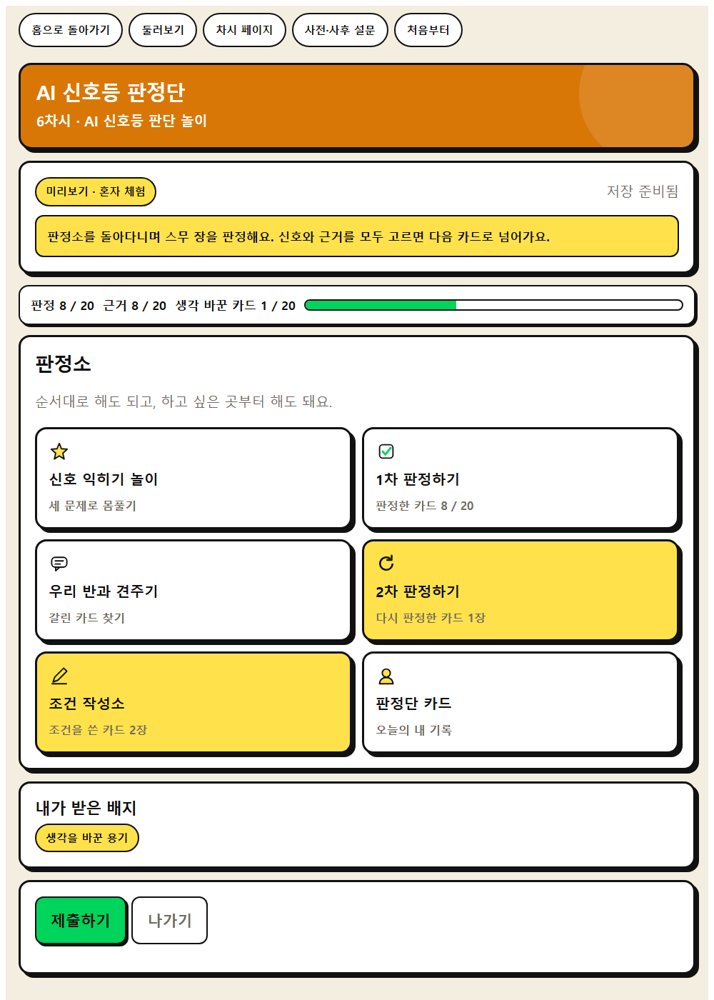 홈으로 돌아가기 둘러보기 차시 페이지 사전·사후 설문 처음부터
AI 신호등 판정단
6차시 · AI 신호등 판단 놀이
미리보기 · 혼자 체험 저장 준비됨
판정소를 돌아다니며 스무 장을 판정해요. 신호와 근거를 모두 고르면 다음 카드로 넘어가요.
판정 8 / 20 근거 8 / 20 생각 바꾼 카드 1 / 20
판정소
순서대로 해도 되고, 하고 싶은 곳부터 해도 돼요.
신호 익히기 놀이
세 문제로 몸풀기
1차 판정하기
판정한 카드 8 / 20
우리 반과 견주기
갈린 카드 찾기
2차 판정하기
다시 판정한 카드 1장
조건 작성소
조건을 쓴 카드 2장
판정단 카드
오늘의 내 기록
내가 받은 배지
생각을 바꾼 용기
제출하기 나가기